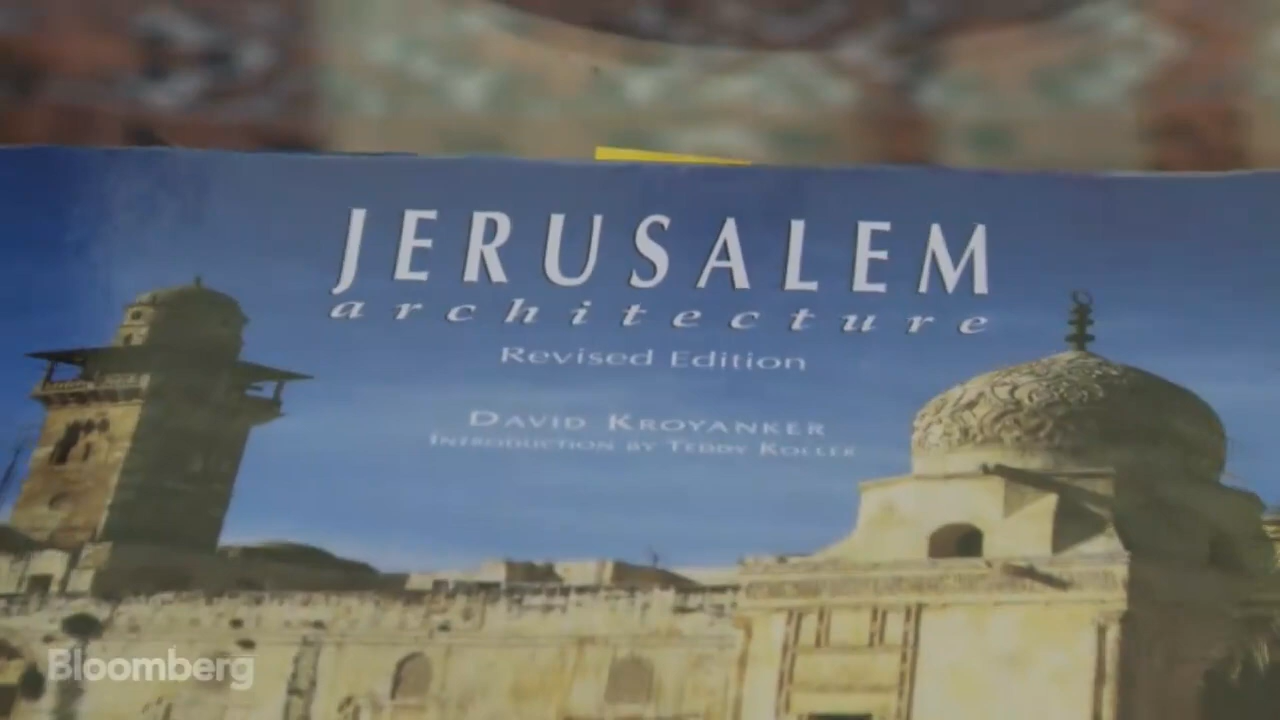 JERUSALEM
architecture
Revised Edition
DAVID KROYANKER
INTRODUCTION BY TEDDY KOLLEK
Bloomberg